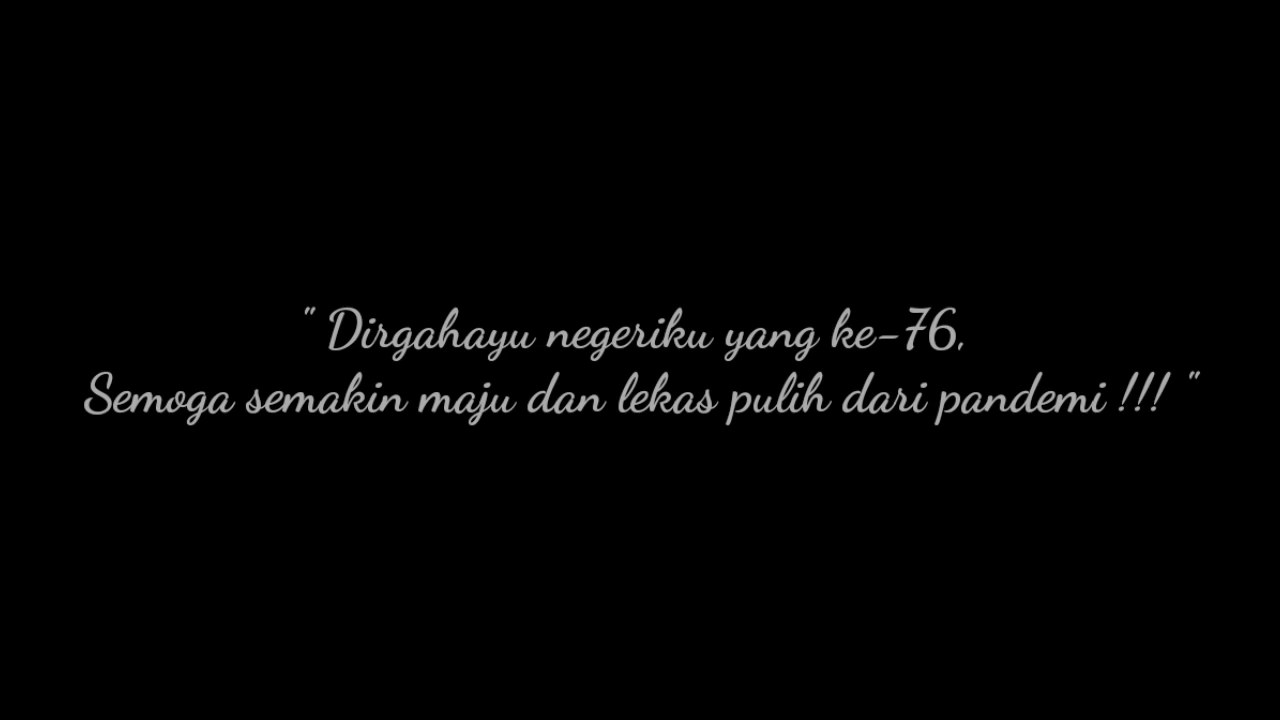 " Dirgahayu negeriku yang ke-76,
Semoga semakin maju dan lekas pulih dari pandemi !!! "